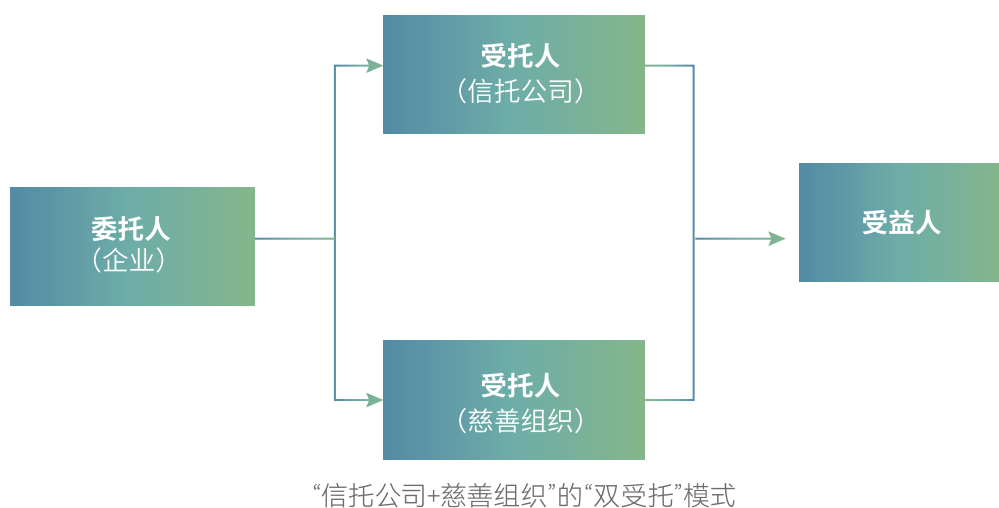 受托人
（信托公司）
委托人
（企业）
受益人
受托人
（慈善组织）
“信托公司+慈善组织”的“双受托”模式